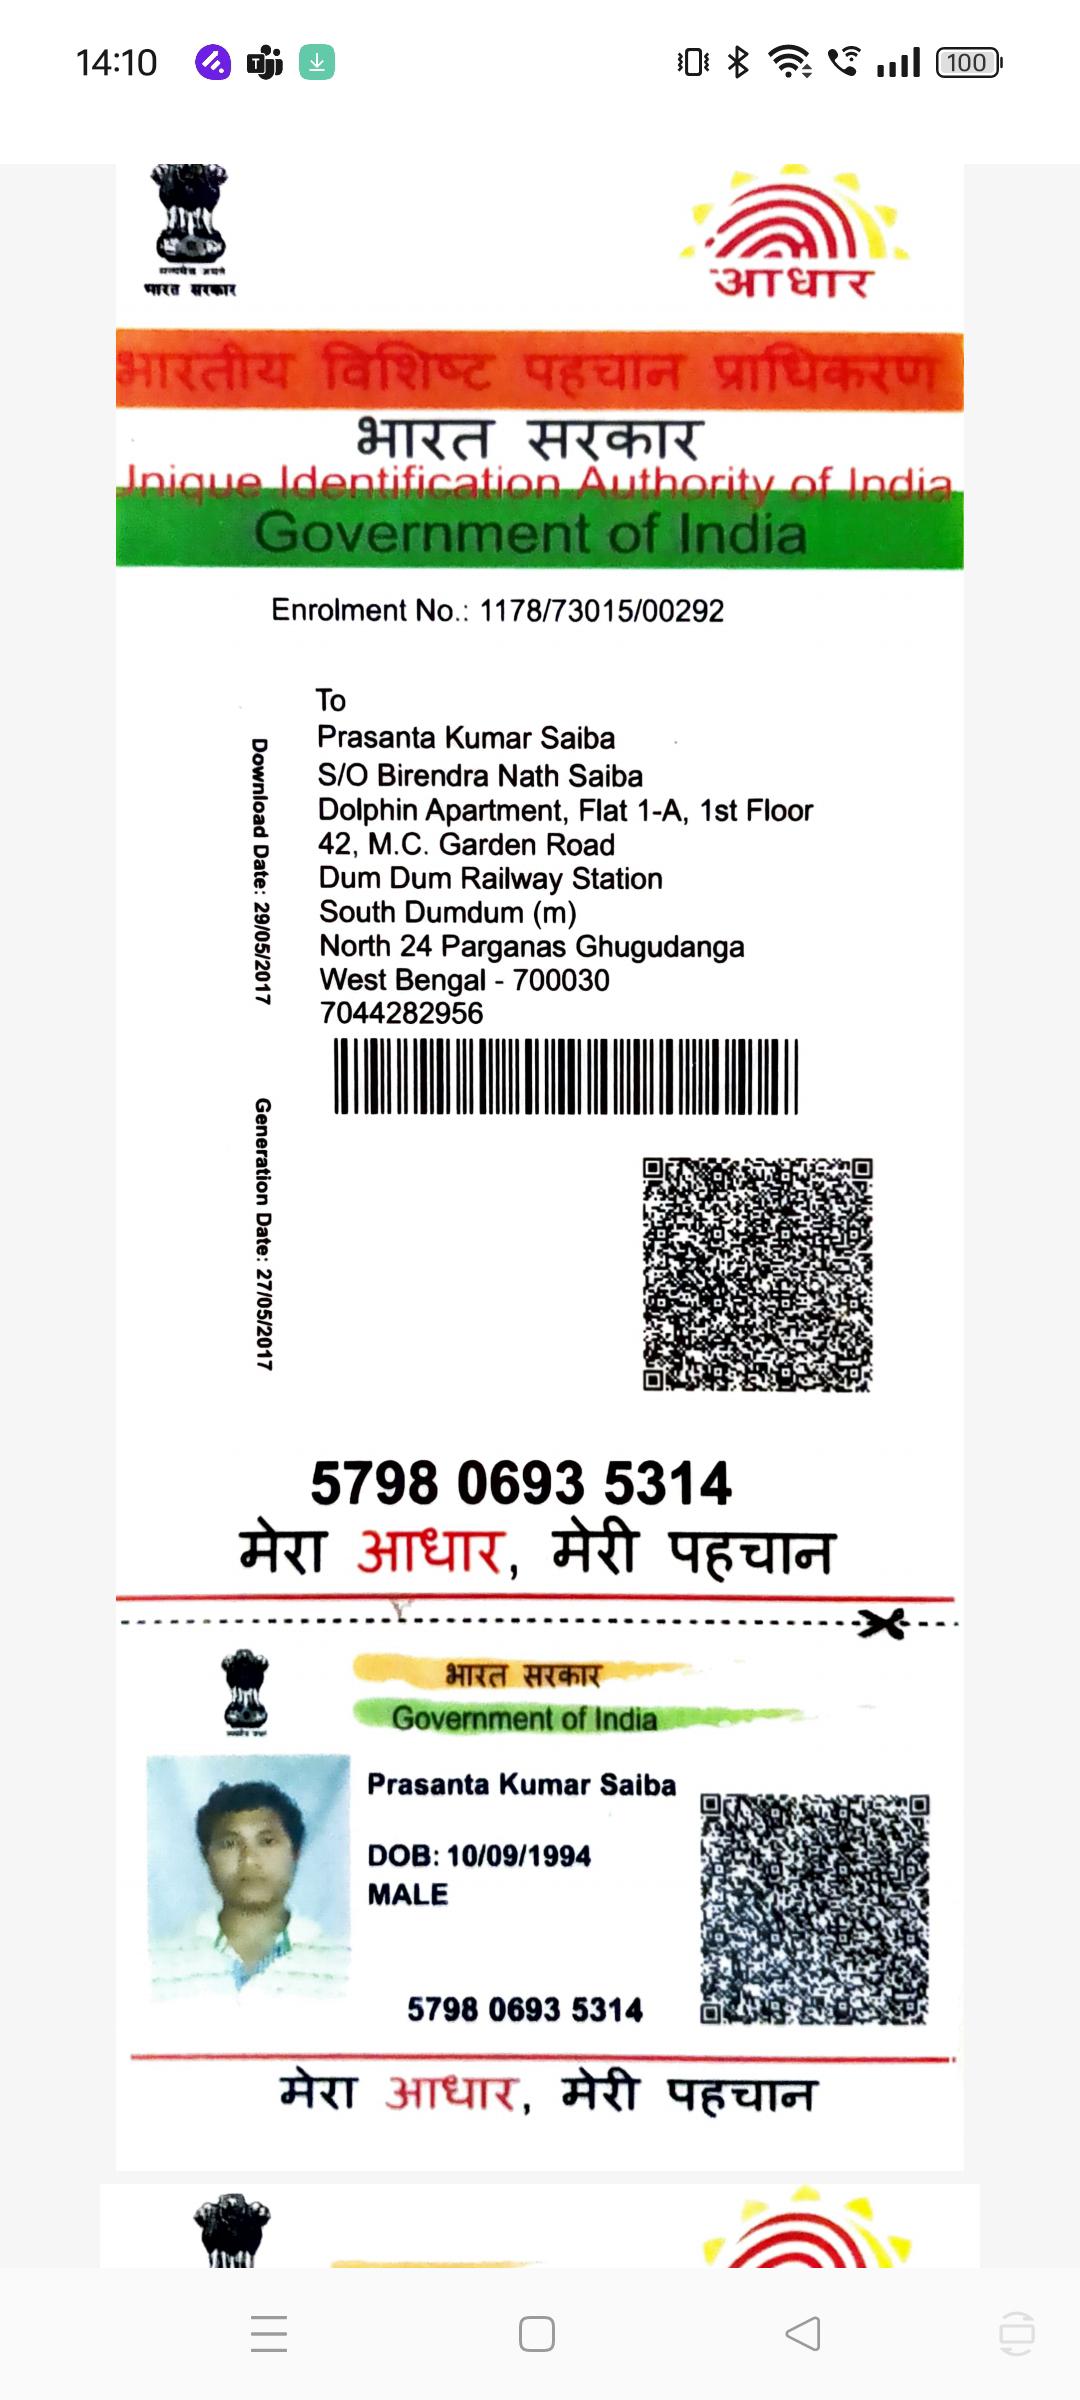 14:10
100
सत्यमेव जयते
भारत सरकार
आधार
भारतीय विशिष्ट पहचान प्राधिकरण
भारत सरकार
Unique Identification Authority of India
Government of India
Enrolment No.: 1178/73015/00292
To
Prasanta Kumar Saiba
S/O Birendra Nath Saiba
Dolphin Apartment, Flat 1-A, 1st Floor
42, M.C. Garden Road
Dum Dum Railway Station
South Dumdum (m)
North 24 Parganas Ghugudanga
West Bengal - 700030
7044282956
Download Date: 29/05/2017
Generation Date: 27/05/2017
5798 0693 5314
मेरा आधार, मेरी पहचान
भारत सरकार
Government of India
Prasanta Kumar Saiba
DOB: 10/09/1994
MALE
5798 0693 5314
मेरा आधार, मेरी पहचान